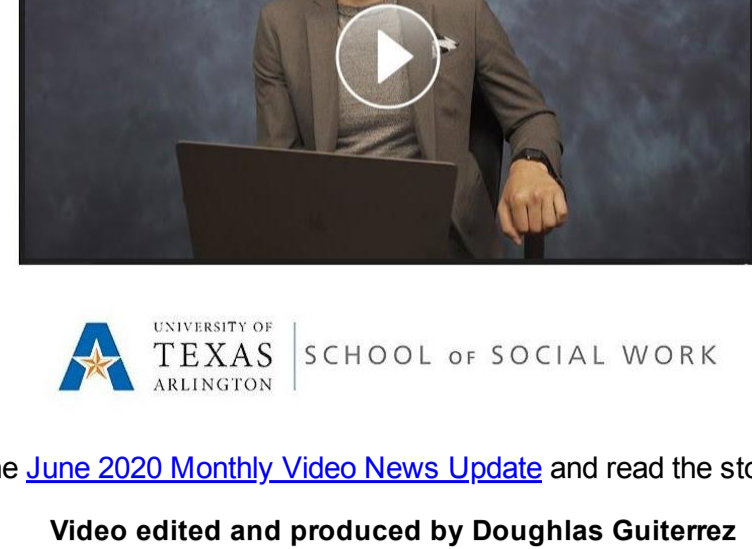 UNIVERSITY OF
TEXAS
ARLINGTON
SCHOOL OF SOCIAL WORK
June 2020 Monthly Video News Update and read the
Video edited and produced by Doughlas Guiterrez